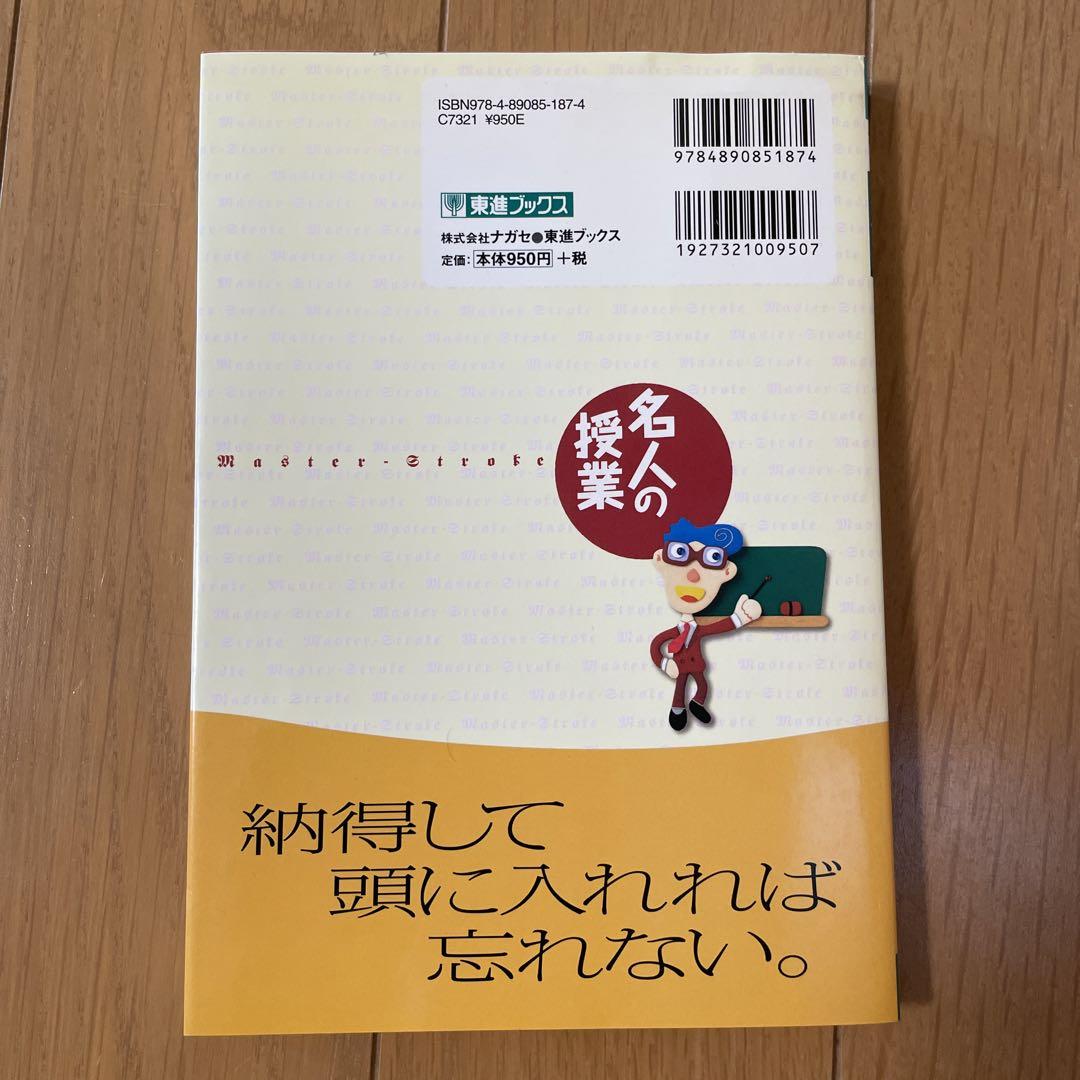 ISBN978-4-89085-187-4
C7321 ¥950E
9784890851874
東進ブックス
株式会社ナガセ●東進ブックス
定価：本体950円＋税
1927321009507
名人の
授業
Master-Stroke
納得して
頭に入れれば
忘れない。